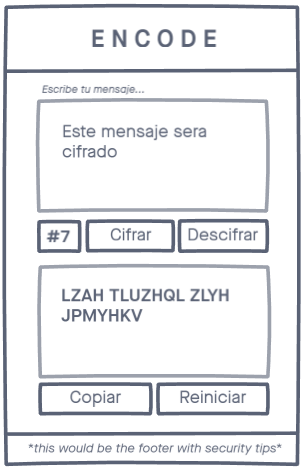 ENCODE
Escribe tu mensaje...
Este mensaje sera
cifrado
#7
Cifrar
Descifrar
LZAH TLUZHQL ZLYH
JPMYHKV
Copiar
Reiniciar
*this would be the footer with security tips*